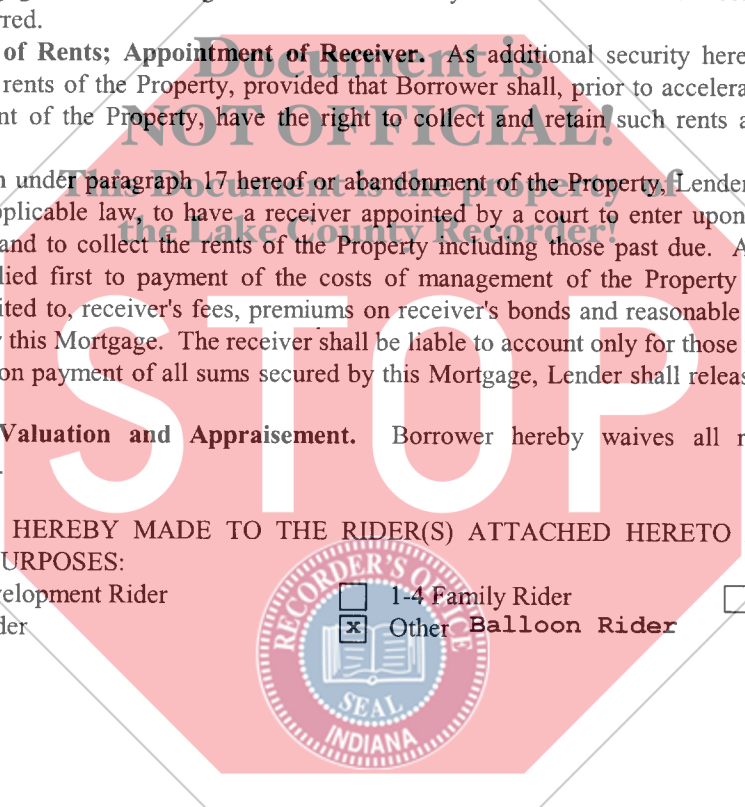 rred.
of Rents; Appointment of Receiver. As additional security here
Document is
rents of the Property, provided that Borrower shall, prior to accelera
nt of the Property, have the right to collect and retain such rents a
NOT OFFICIAL!
n under paragraph 17 hereof or abandonment of the Property, Lender
This Document is the property of
pplicable law, to have a receiver appointed by a court to enter upon
the Lake County Recorder!
and to collect the rents of the Property including those past due. A
lied first to payment of the costs of management of the Property
ited to, receiver's fees, premiums on receiver's bonds and reasonable
this Mortgage. The receiver shall be liable to account only for those
on payment of all sums secured by this Mortgage, Lender shall releas
STOP
Valuation and Appraisement. Borrower hereby waives all r
HEREBY MADE TO THE RIDER(S) ATTACHED HERETO
URPOSES:
elopment Rider 1-4 Family Rider
der x Other Balloon Rider
RECORDER'S OFFICE
SEAL
INDIANA